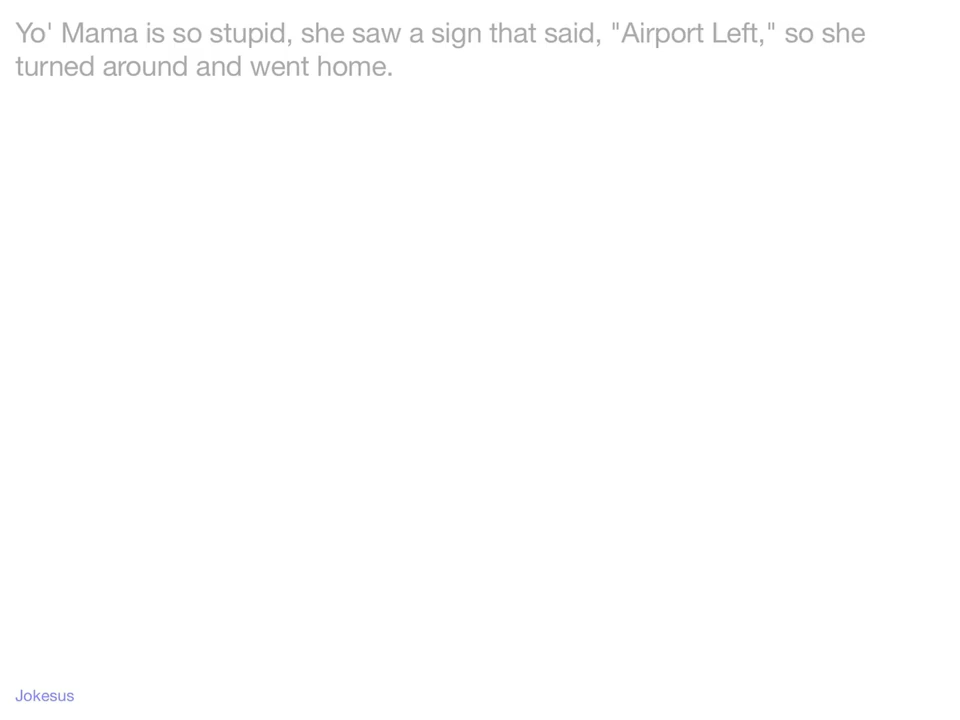 Yo' Mama is so stupid, she saw a sign that said, "Airport Left," so she
turned around and went home.
Jokesus